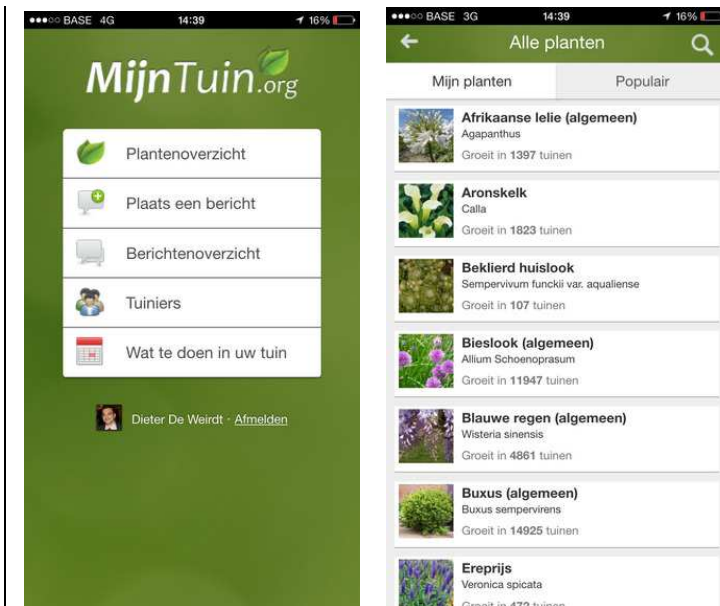 BASE 4G 14:39 16%
MijnTuin.org
Plantenoverzicht
Plaats een bericht
Berichtenoverzicht
Tuiniers
Wat te doen in uw tuin
Dieter De Weirdt - Afmelden
BASE 3G 14:39 16%
Alle planten
Mijn planten Populair
Afrikaanse lelie (algemeen)
Agapanthus
Groeit in 1397 tuinen
Aronskelk
Calla
Groeit in 1823 tuinen
Beklierd huislook
Sempervivum funckii var. aqualiense
Groeit in 107 tuinen
Bieslook (algemeen)
Allium Schoenoprasum
Groeit in 11947 tuinen
Blauwe regen (algemeen)
Wisteria sinensis
Groeit in 4861 tuinen
Buxus (algemeen)
Buxus sempervirens
Groeit in 14925 tuinen
Ereprijs
Veronica spicata
Groeit in 472 tuinen